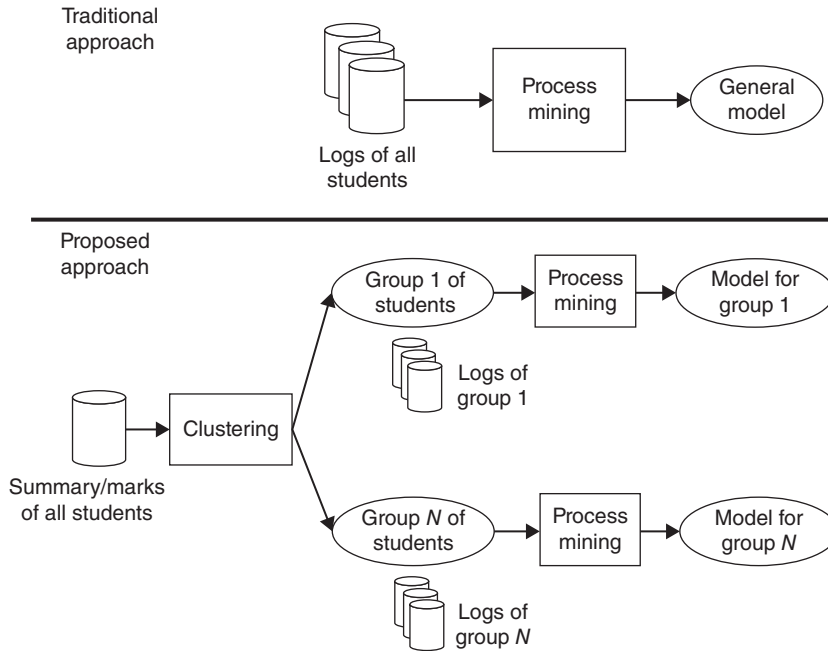 Traditional
approach
Logs of all
students
Process
mining
General
model
Proposed
approach
Summary/marks
of all students
Clustering
Group 1 of
students
Logs of
group 1
Process
mining
Model for
group 1
Group N of
students
Logs of
group N
Process
mining
Model for
group N